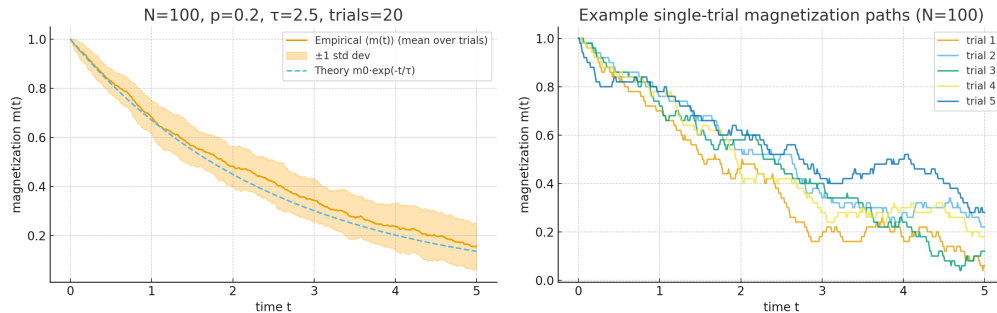 N=100, p=0.2, τ=2.5, trials=20
magnetization m(t)
1.0
0.8
0.6
0.4
0.2
0
1
2
3
4
5
time t
Empirical ⟨m(t)⟩ (mean over trials)
±1 std dev
Theory m0·exp(-t/τ)
Example single-trial magnetization paths (N=100)
magnetization m(t)
1.0
0.8
0.6
0.4
0.2
0.0
0
1
2
3
4
5
time t
trial 1
trial 2
trial 3
trial 4
trial 5